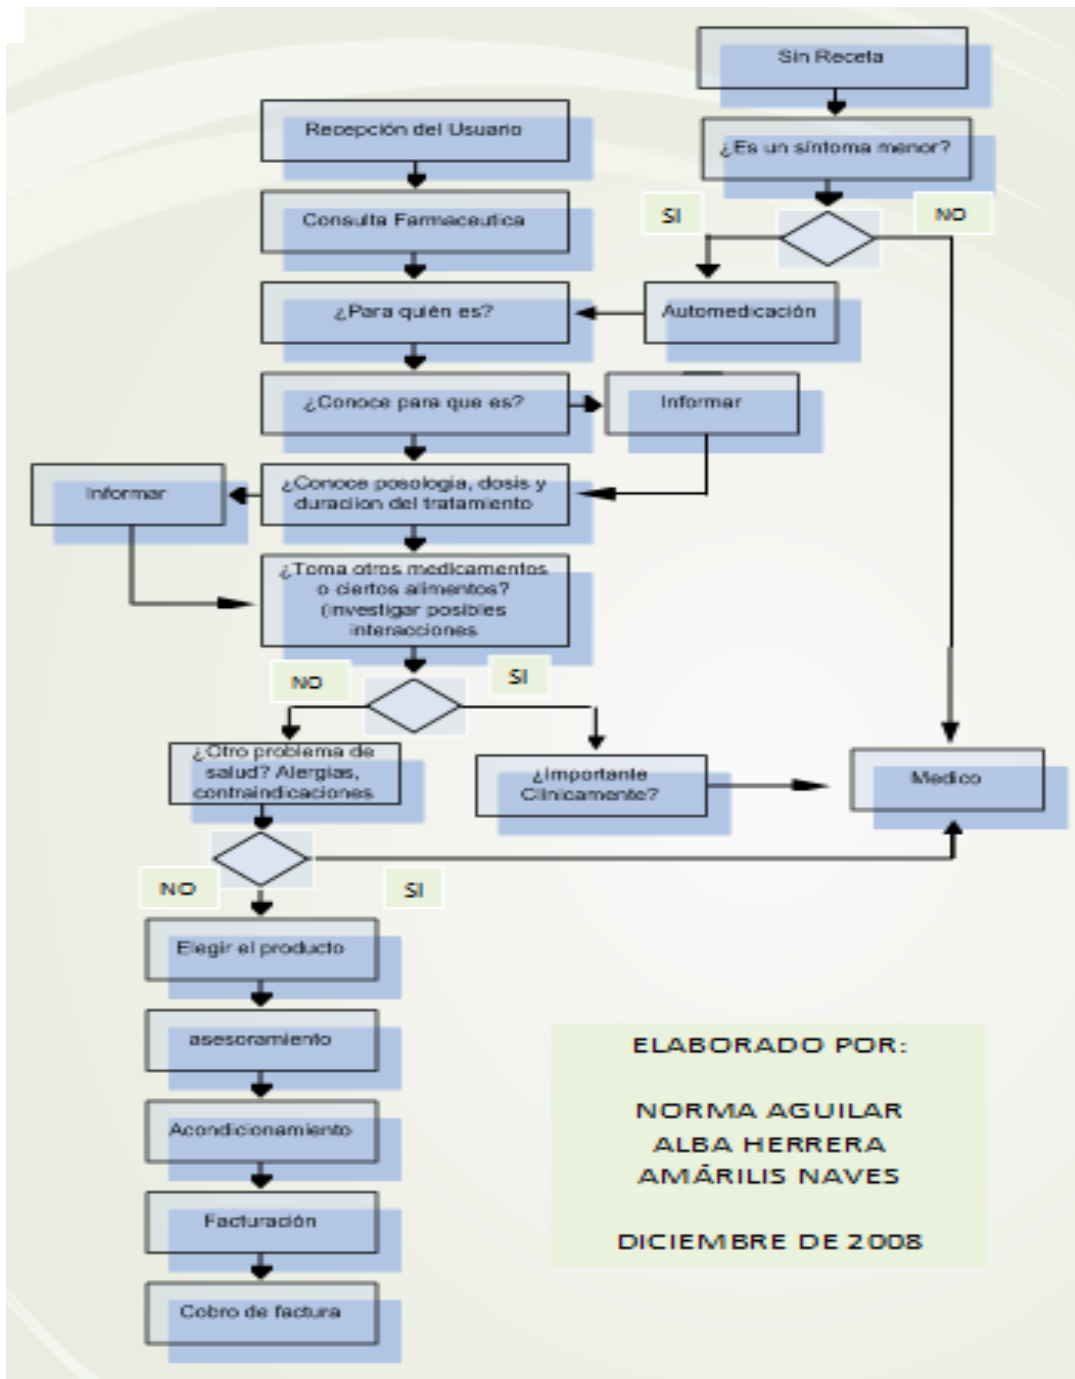 Sin Receta
¿Es un síntoma menor?
SI
NO
Automedicación
Recepción del Usuario
Consulta Farmaceutica
¿Para quién es?
¿Conoce para que es?
Informar
¿Conoce posologia, dosis y
duraciion del tratamiento
Informar
¿Toma otros medicamentos
o ciertos alimentos?
(investigar posibles
interacciones
NO
SI
¿Otro problema de
salud? Alergias,
contraindicaciones
¿Importante
Clinicamente?
Medico
NO
SI
Elegir el producto
asesoramiento
Acondicionamiento
Facturación
Cobro de factura
ELABORADO POR:
NORMA AGUILAR
ALBA HERRERA
AMÁRILIS NAVES
DICIEMBRE DE 2008